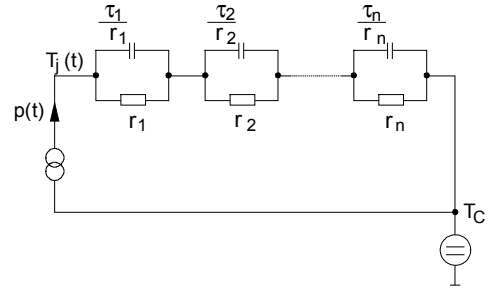 τ1 τ2 τn
r1 r2 rn
Tj (t)
p(t)
r1 r2 rn
TC